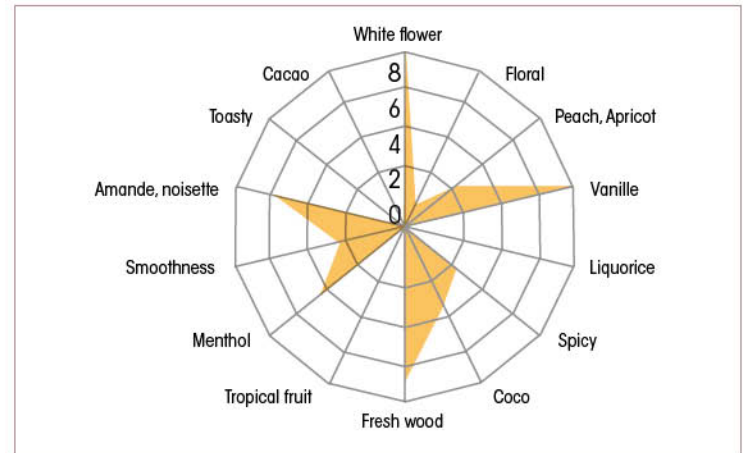 White flower
Cacao
Floral
8
Toasty
Peach, Apricot
6
4
Amande, noisette
Vanille
2
0
Smoothness
Liquorice
Menthol
Spicy
Tropical fruit
Coco
Fresh wood